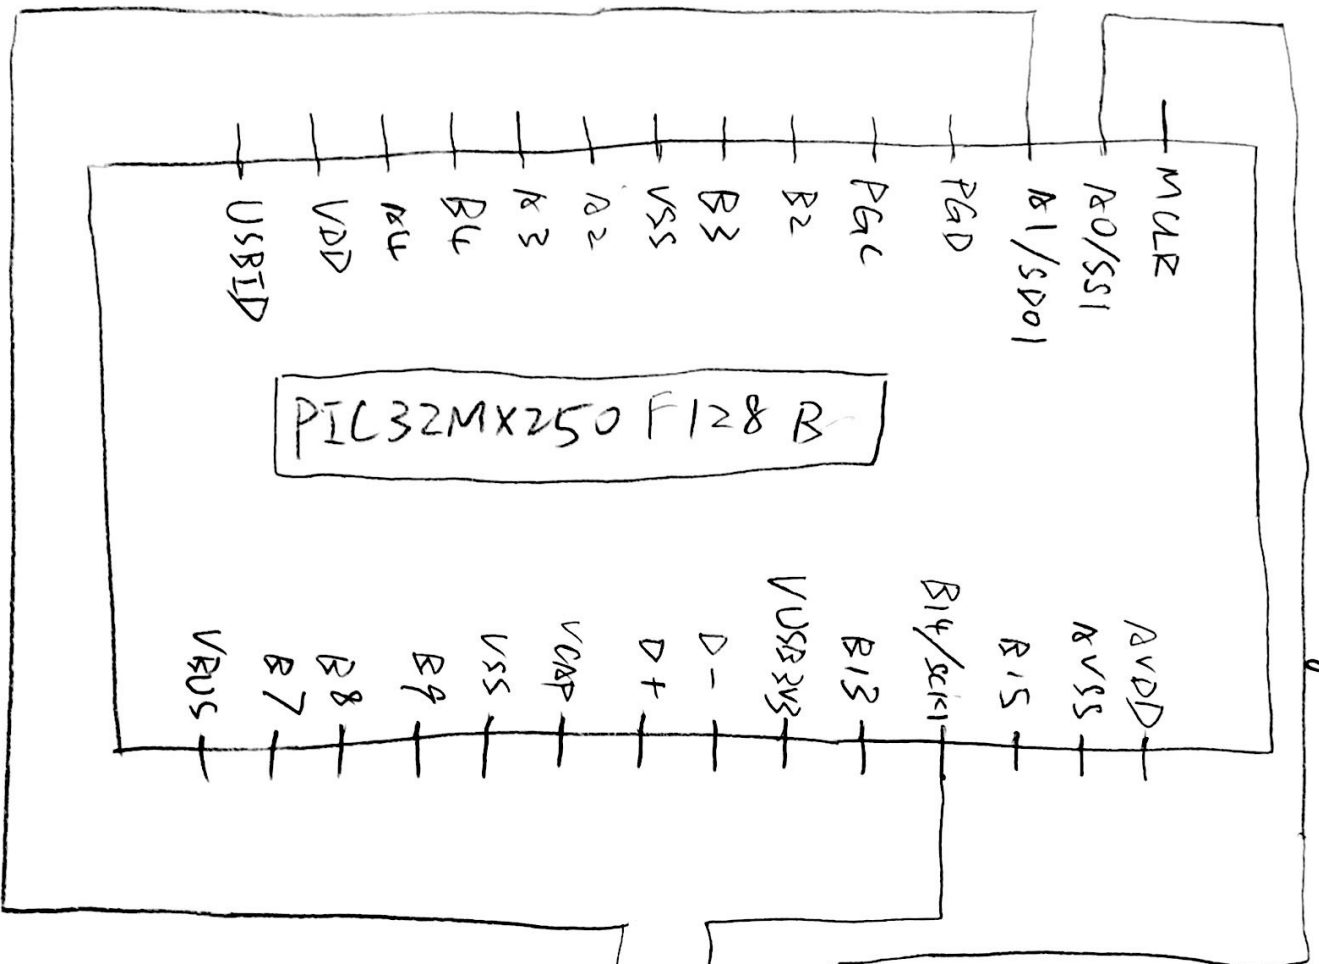 USBID
VDD
A4
B4
A3
A2
VSS
B3
B2
PGC
PGD
A1/SDO1
A0/SS1
MCLR
PIC32MX250F128B
VBUS
B7
B8
B9
VSS
VCAP
D+
D-
VUSB3V3
B13
B14/SCK1
B15
AVSS
AVDD